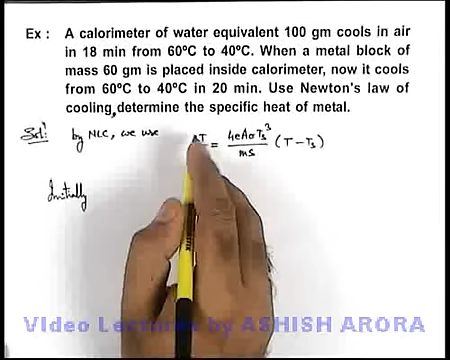 Ex : A calorimeter of water equivalent 100 gm cools in air
in 18 min from 60ºC to 40ºC. When a metal block of
mass 60 gm is placed inside calorimeter, now it cools
from 60ºC to 40ºC in 20 min. Use Newton's law of
cooling, determine the specific heat of metal.
Solⁿ by NLC, we use ΔT = 4eAσTs³/ms (T - Ts)
Initially
Video Lectures by ASHISH ARORA